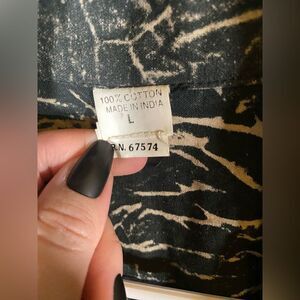 100% COTTON
MADE IN INDIA
L
R.N. 67574